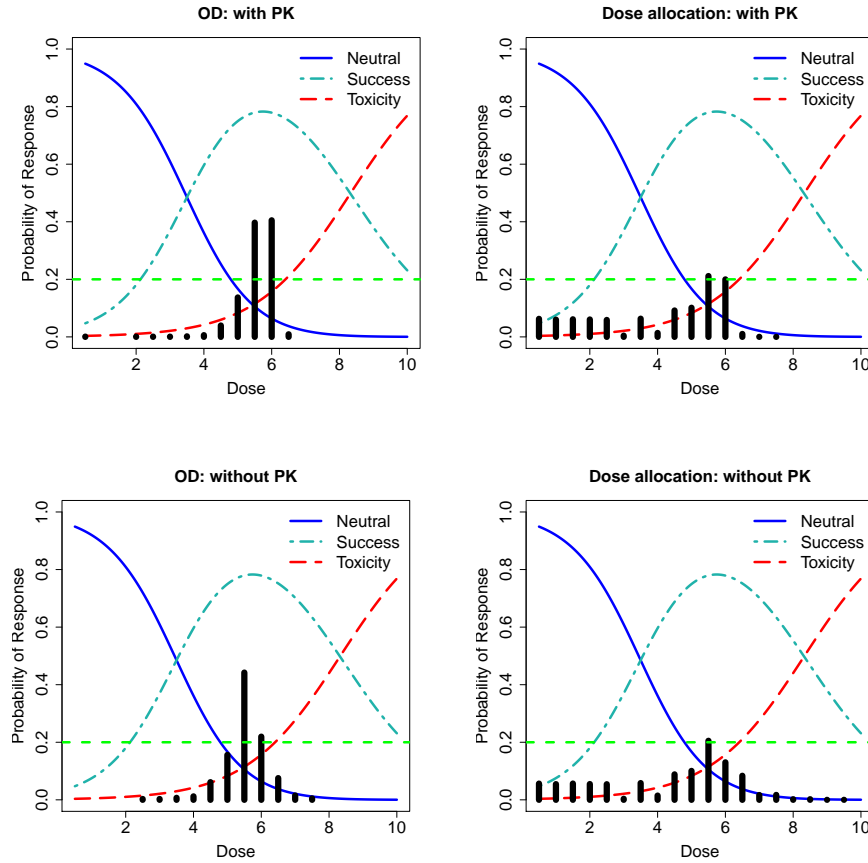 OD: with PK
Probability of Response
0.0 0.2 0.4 0.6 0.8 1.0
Neutral
Success
Toxicity
0 2 4 6 8 10
Dose
Dose allocation: with PK
Probability of Response
0.0 0.2 0.4 0.6 0.8 1.0
Neutral
Success
Toxicity
2 4 6 8 10
Dose
OD: without PK
Probability of Response
0.0 0.2 0.4 0.6 0.8 1.0
Neutral
Success
Toxicity
2 4 6 8 10
Dose
Dose allocation: without PK
Probability of Response
0.0 0.2 0.4 0.6 0.8 1.0
Neutral
Success
Toxicity
0 2 4 6 8 10
Dose